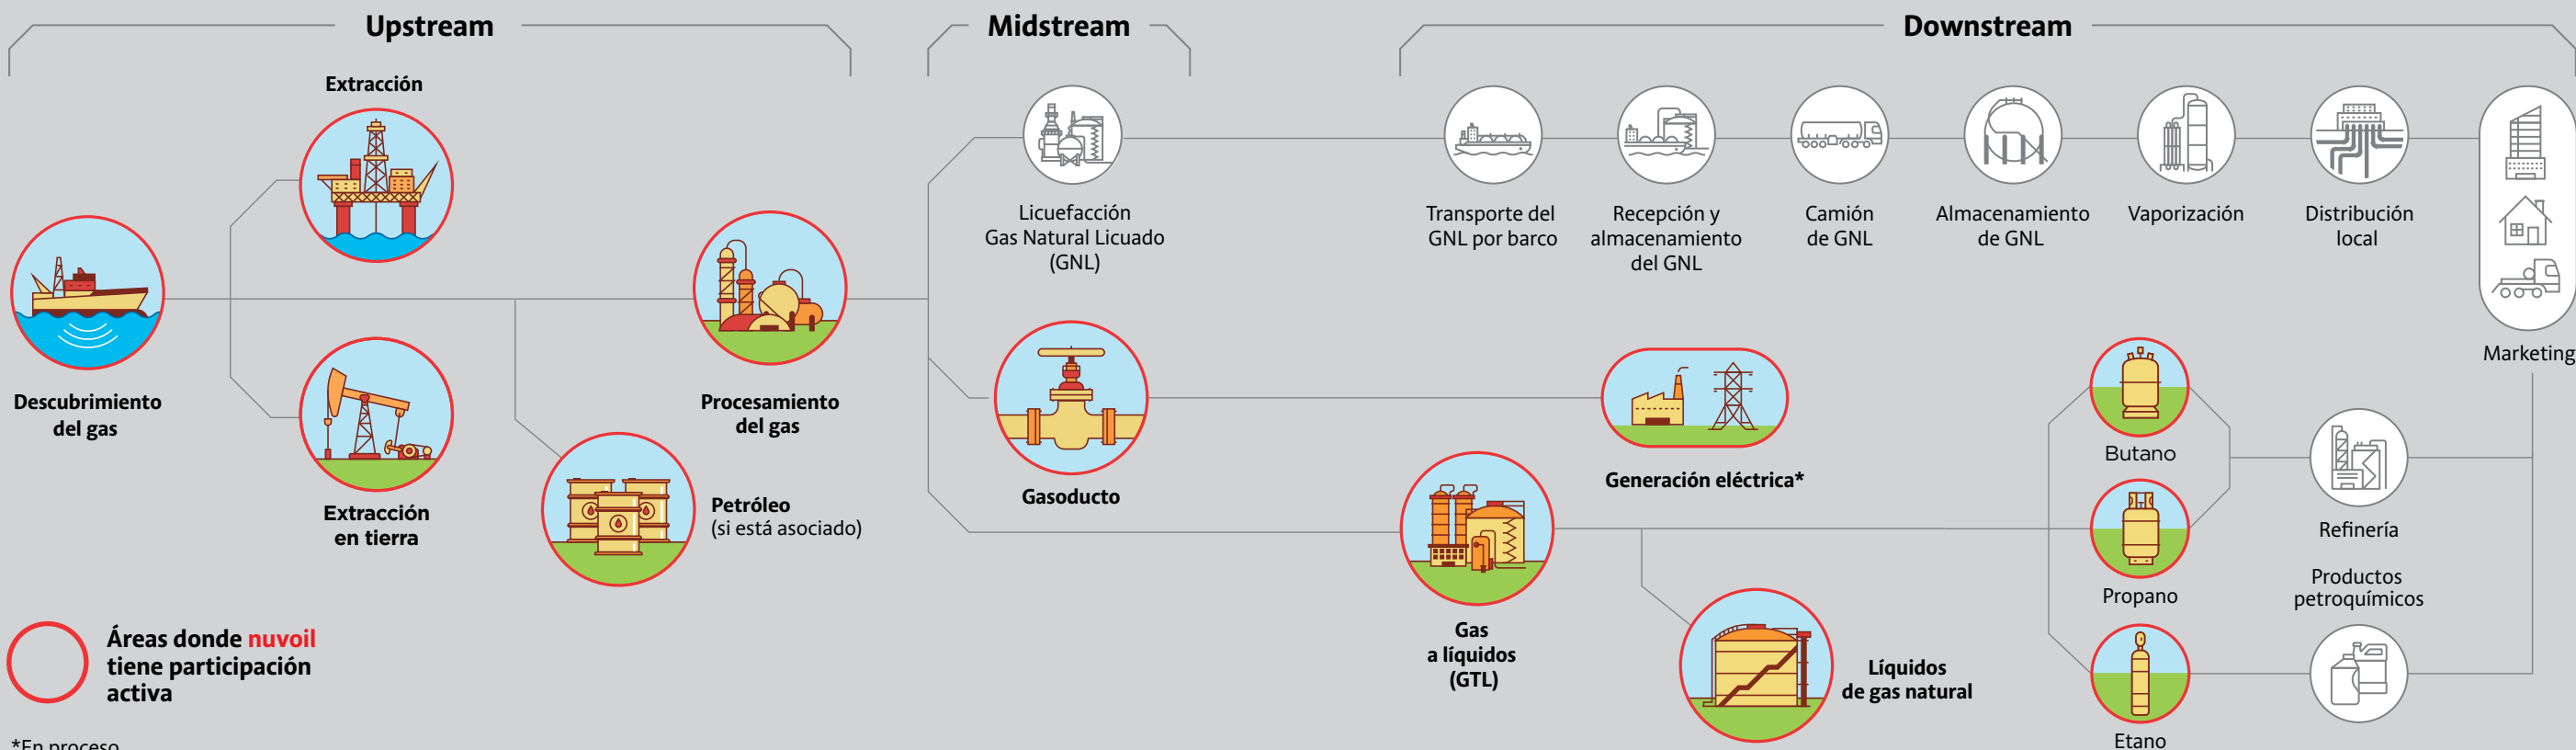 Upstream
Midstream
Downstream
Extracción
Descubrimiento
del gas
Extracción
en tierra
Petróleo
(si está asociado)
Procesamiento
del gas
Licuefacción
Gas Natural Licuado
(GNL)
Gasoducto
Transporte del
GNL por barco
Recepción y
almacenamiento
del GNL
Camión
de GNL
Almacenamiento
de GNL
Vaporización
Distribución
local
Marketing
Generación eléctrica*
Gas
a líquidos
(GTL)
Líquidos
de gas natural
Butano
Propano
Etano
Refinería
Productos
petroquímicos
Áreas donde nuvoil
tiene participación
activa
*En proceso